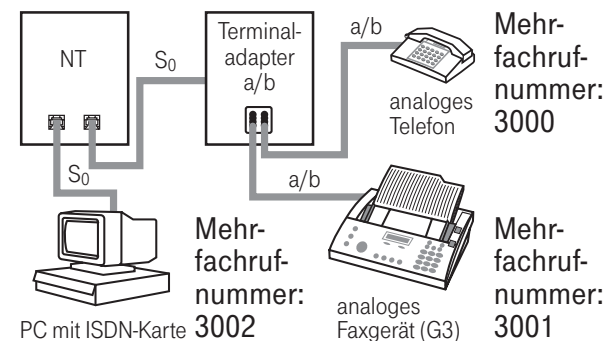 NT
S0
Terminal-
adapter
a/b
a/b
analoges
Telefon
Mehr-
fachruf-
nummer:
3000
S0
a/b
PC mit ISDN-Karte
Mehr-
fachruf-
nummer:
3002
analoges
Faxgerät (G3)
Mehr-
fachruf-
nummer:
3001